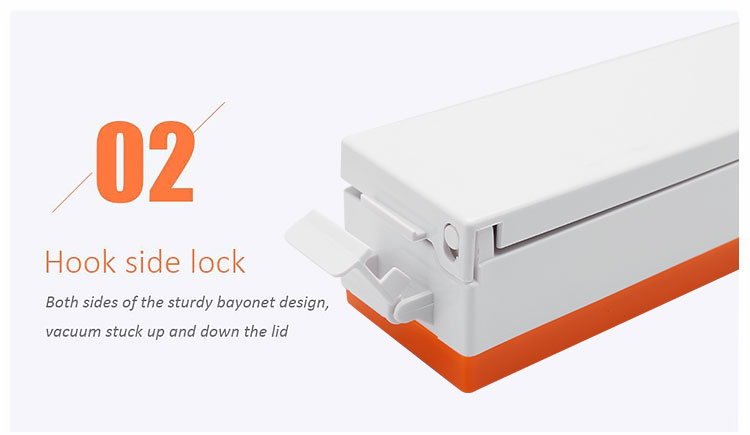 02
Hook side lock
Both sides of the sturdy bayonet design,
vacuum stuck up and down the lid